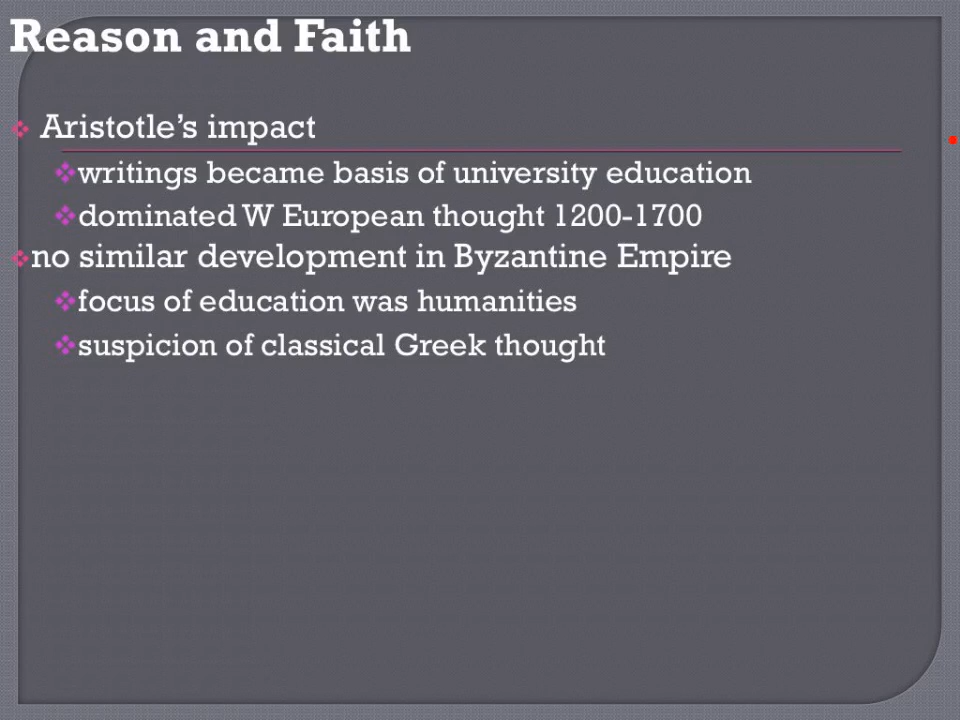 Reason and Faith
Aristotle's impact
writings became basis of university education
dominated W European thought 1200-1700
no similar development in Byzantine Empire
focus of education was humanities
suspicion of classical Greek thought